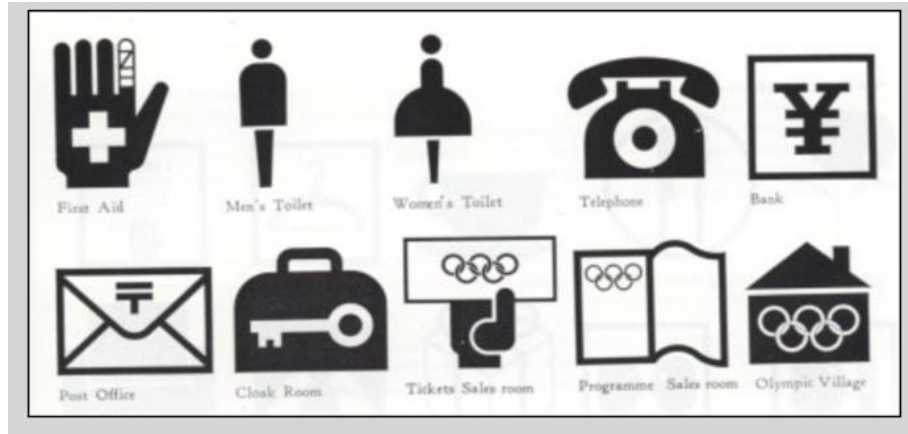 First Aid
Men's Toilet
Women's Toilet
Telephone
¥
Bank
〒
Post Office
Cloak Room
Tickets Sales room
Programme Sales room
Olympic Village